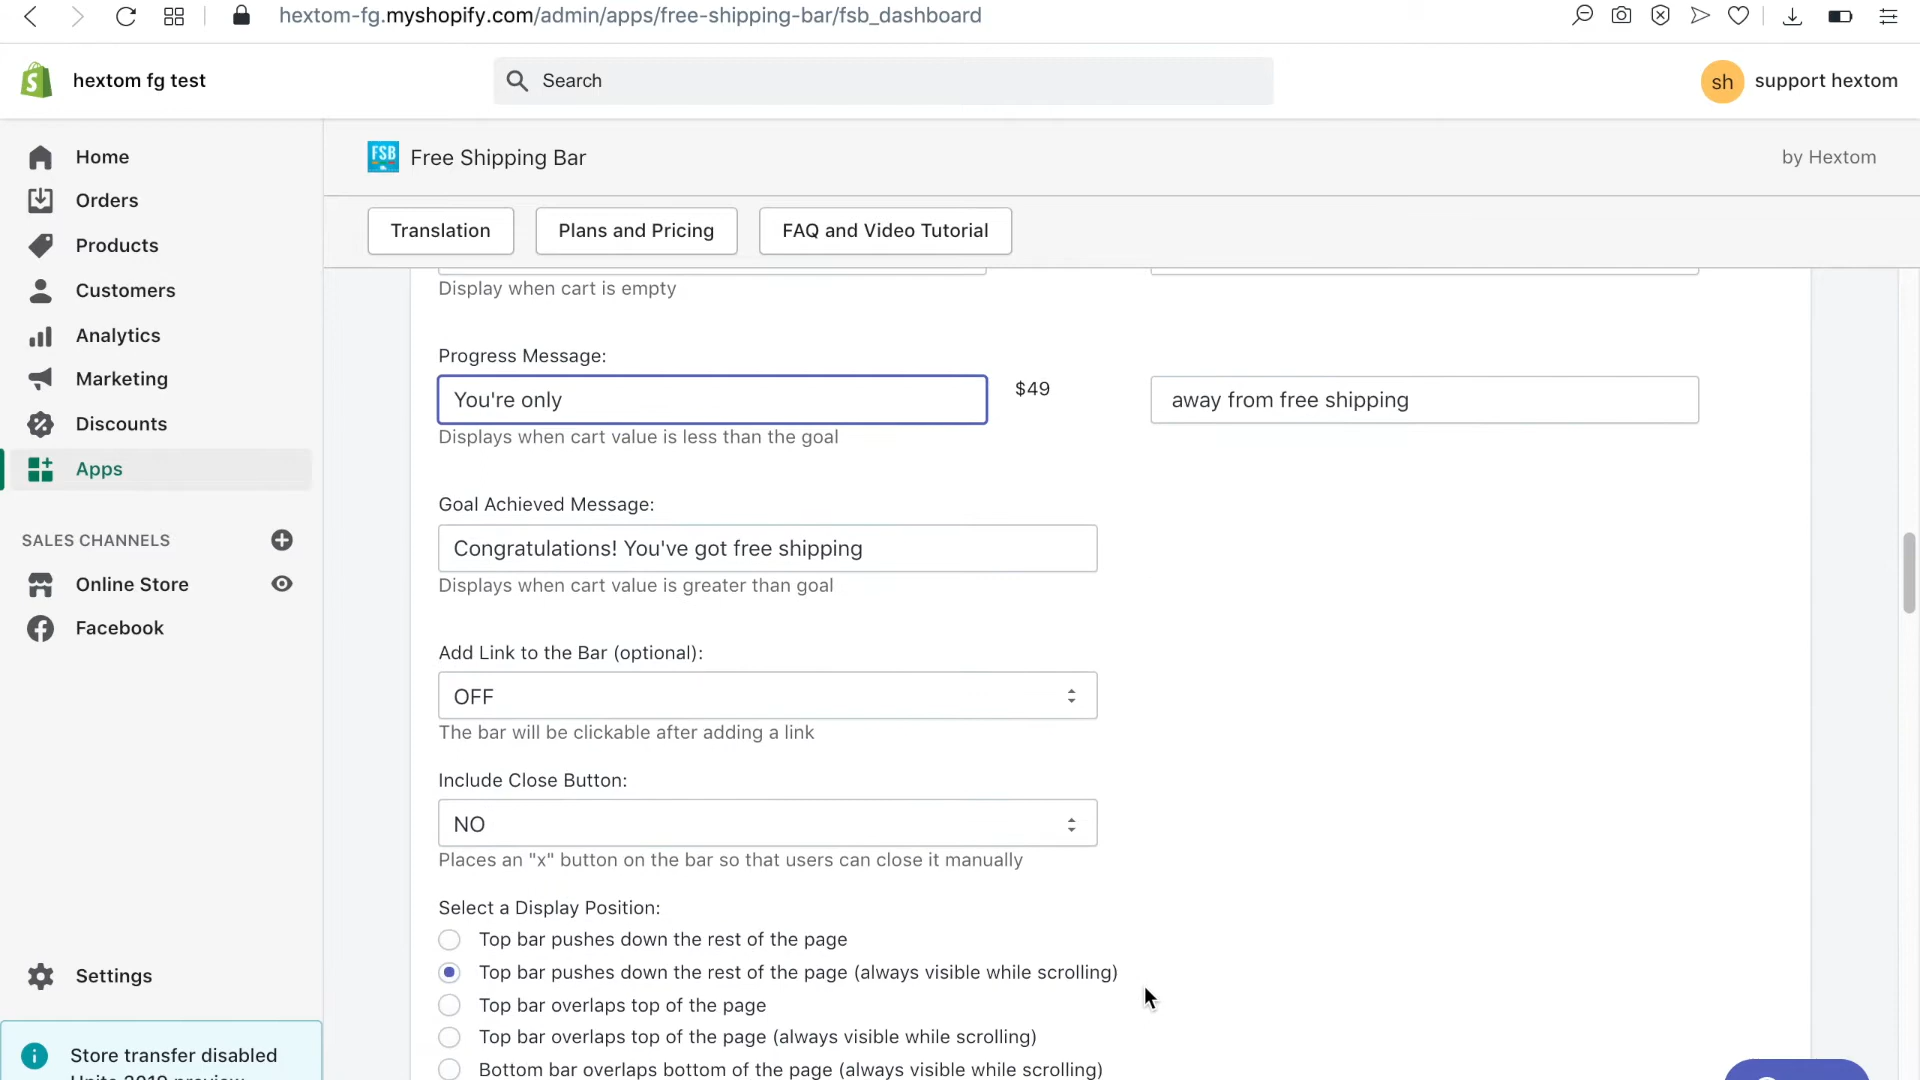 hextom-fg.myshopify.com/admin/apps/free-shipping-bar/fsb_dashboard
hextom fg test
Search
sh
support hextom
Home
Orders
Products
Customers
Analytics
Marketing
Discounts
Apps
SALES CHANNELS
Online Store
Facebook
Settings
Store transfer disabled
FSB
Free Shipping Bar
by Hextom
Translation
Plans and Pricing
FAQ and Video Tutorial
Display when cart is empty
Progress Message:
You're only
$49
away from free shipping
Displays when cart value is less than the goal
Goal Achieved Message:
Congratulations! You've got free shipping
Displays when cart value is greater than goal
Add Link to the Bar (optional):
OFF
The bar will be clickable after adding a link
Include Close Button:
NO
Places an "x" button on the bar so that users can close it manually
Select a Display Position:
Top bar pushes down the rest of the page
Top bar pushes down the rest of the page (always visible while scrolling)
Top bar overlaps top of the page
Top bar overlaps top of the page (always visible while scrolling)
Bottom bar overlaps bottom of the page (always visible while scrolling)